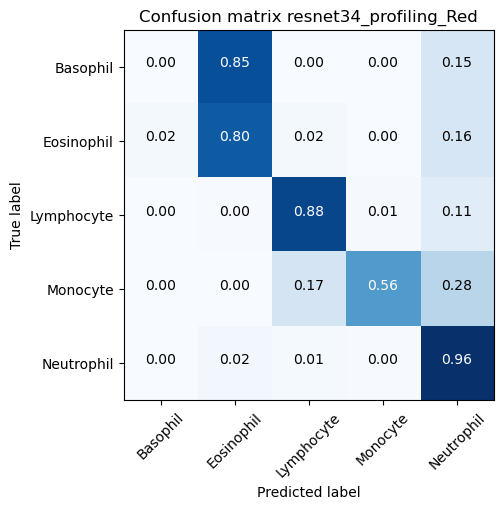 Confusion matrix resnet34_profiling_Red
Basophil 0.00 0.85 0.00 0.00 0.15
Eosinophil 0.02 0.80 0.02 0.00 0.16
Lymphocyte 0.00 0.00 0.88 0.01 0.11
Monocyte 0.00 0.00 0.17 0.56 0.28
Neutrophil 0.00 0.02 0.01 0.00 0.96
True label
Basophil Eosinophil Lymphocyte Monocyte Neutrophil
Predicted label